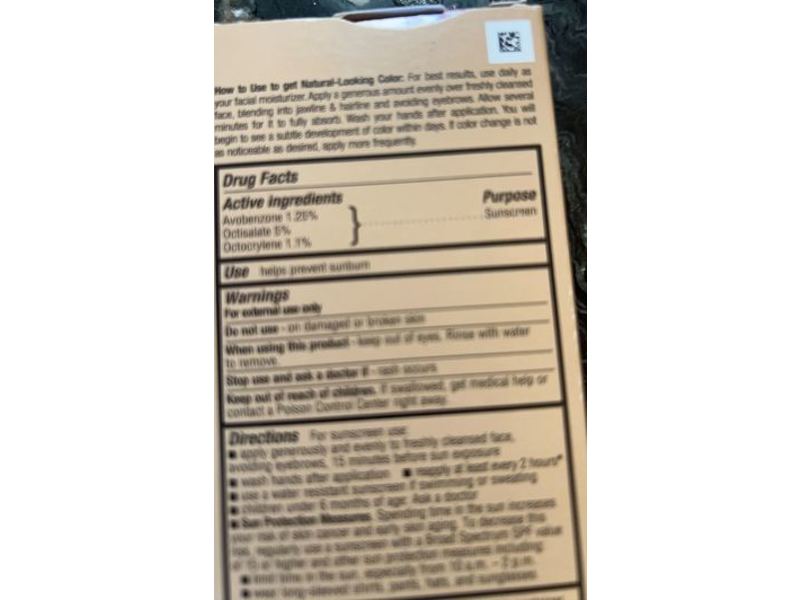 How to Use to get Natural-Looking Color: For best results, use daily as
your facial moisturizer. Apply a generous amount evenly over freshly cleansed
face, blending into jawline & hairline and avoiding eyebrows. Allow several
minutes for it to fully absorb. Wash your hands after application. You will
begin to see a subtle development of color within days. If color change is not
as noticeable as desired, apply more frequently.
Drug Facts
Active ingredients Purpose
Avobenzone 1.25%
Octisalate 5% Sunscreen
Octocrylene 1.1%
Use helps prevent sunburn
Warnings
For external use only
Do not use - on damaged or broken skin
When using this product - keep out of eyes. Rinse with water
to remove.
Stop use and ask a doctor if - rash occurs
Keep out of reach of children. If swallowed, get medical help or
contact a Poison Control Center right away.
Directions For sunscreen use:
■ apply generously and evenly to freshly cleansed face,
avoiding eyebrows, 15 minutes before sun exposure
■ wash hands after application ■ reapply at least every 2 hours*
■ use a water resistant sunscreen if swimming or sweating
■ children under 6 months of age: Ask a doctor
■ Sun Protection Measures. Spending time in the sun increases
your risk of skin cancer and early skin aging. To decrease this
risk, regularly use a sunscreen with a Broad Spectrum SPF value
of 15 or higher and other sun protection measures including:
■ limit time in the sun, especially from 10 a.m. – 2 p.m.
■ wear long-sleeved shirts, pants, hats, and sunglasses